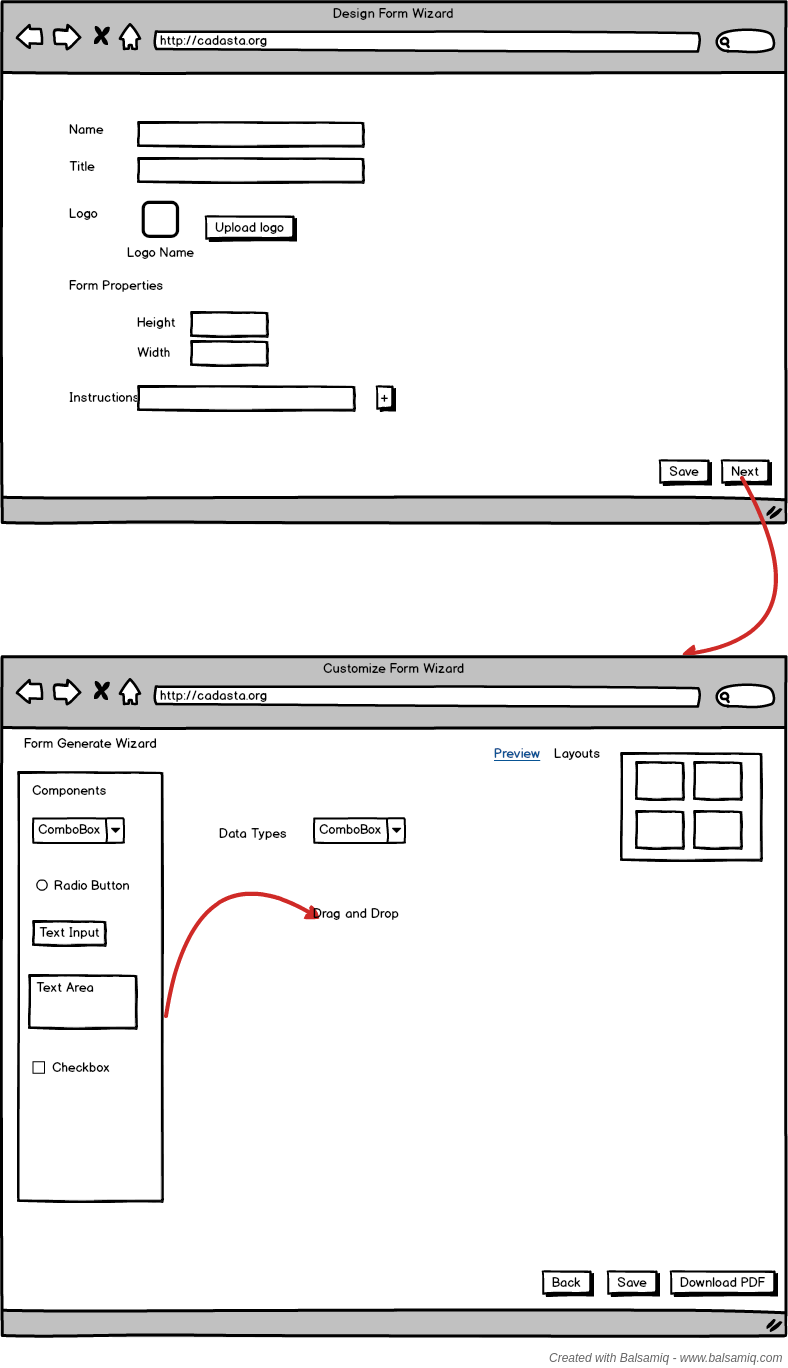 Design Form Wizard
http://cadasta.org
Name
Title
Logo
Upload logo
Logo Name
Form Properties
Height
Width
Instructions
+
Save
Next
Customize Form Wizard
http://cadasta.org
Form Generate Wizard
Preview
Layouts
Components
ComboBox
Data Types
ComboBox
Radio Button
Drag and Drop
Text Input
Text Area
Checkbox
Back
Save
Download PDF
Created with Balsamiq - www.balsamiq.com